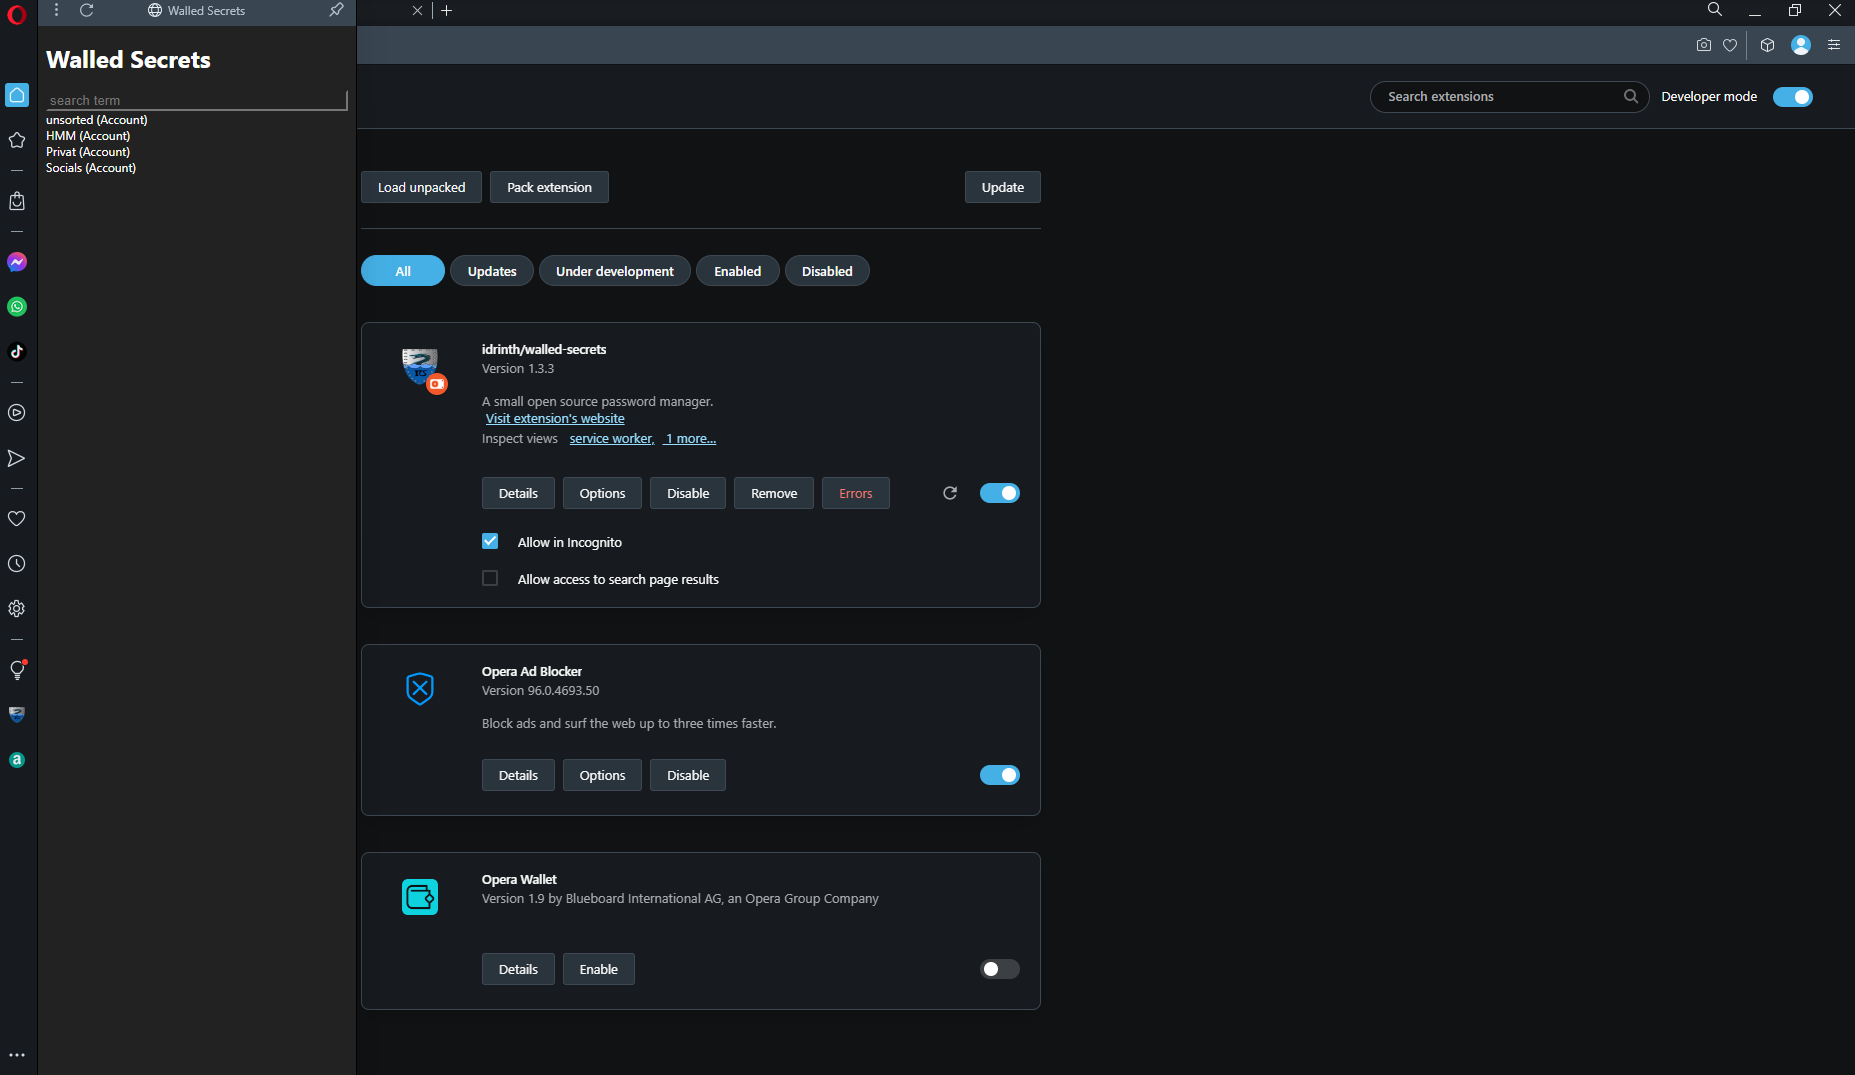 Walled Secrets
Walled Secrets
search term
unsorted (Account)
HMM (Account)
Privat (Account)
Socials (Account)
Search extensions
Developer mode
Load unpacked
Pack extension
Update
All
Updates
Under development
Enabled
Disabled
idrinth/walled-secrets
Version 1.3.3
A small open source password manager.
Visit extension's website
Inspect views service worker, 1 more...
Details
Options
Disable
Remove
Errors
Allow in Incognito
Allow access to search page results
Opera Ad Blocker
Version 96.0.4693.50
Block ads and surf the web up to three times faster.
Details
Options
Disable
Opera Wallet
Version 1.9 by Blueboard International AG, an Opera Group Company
Details
Enable